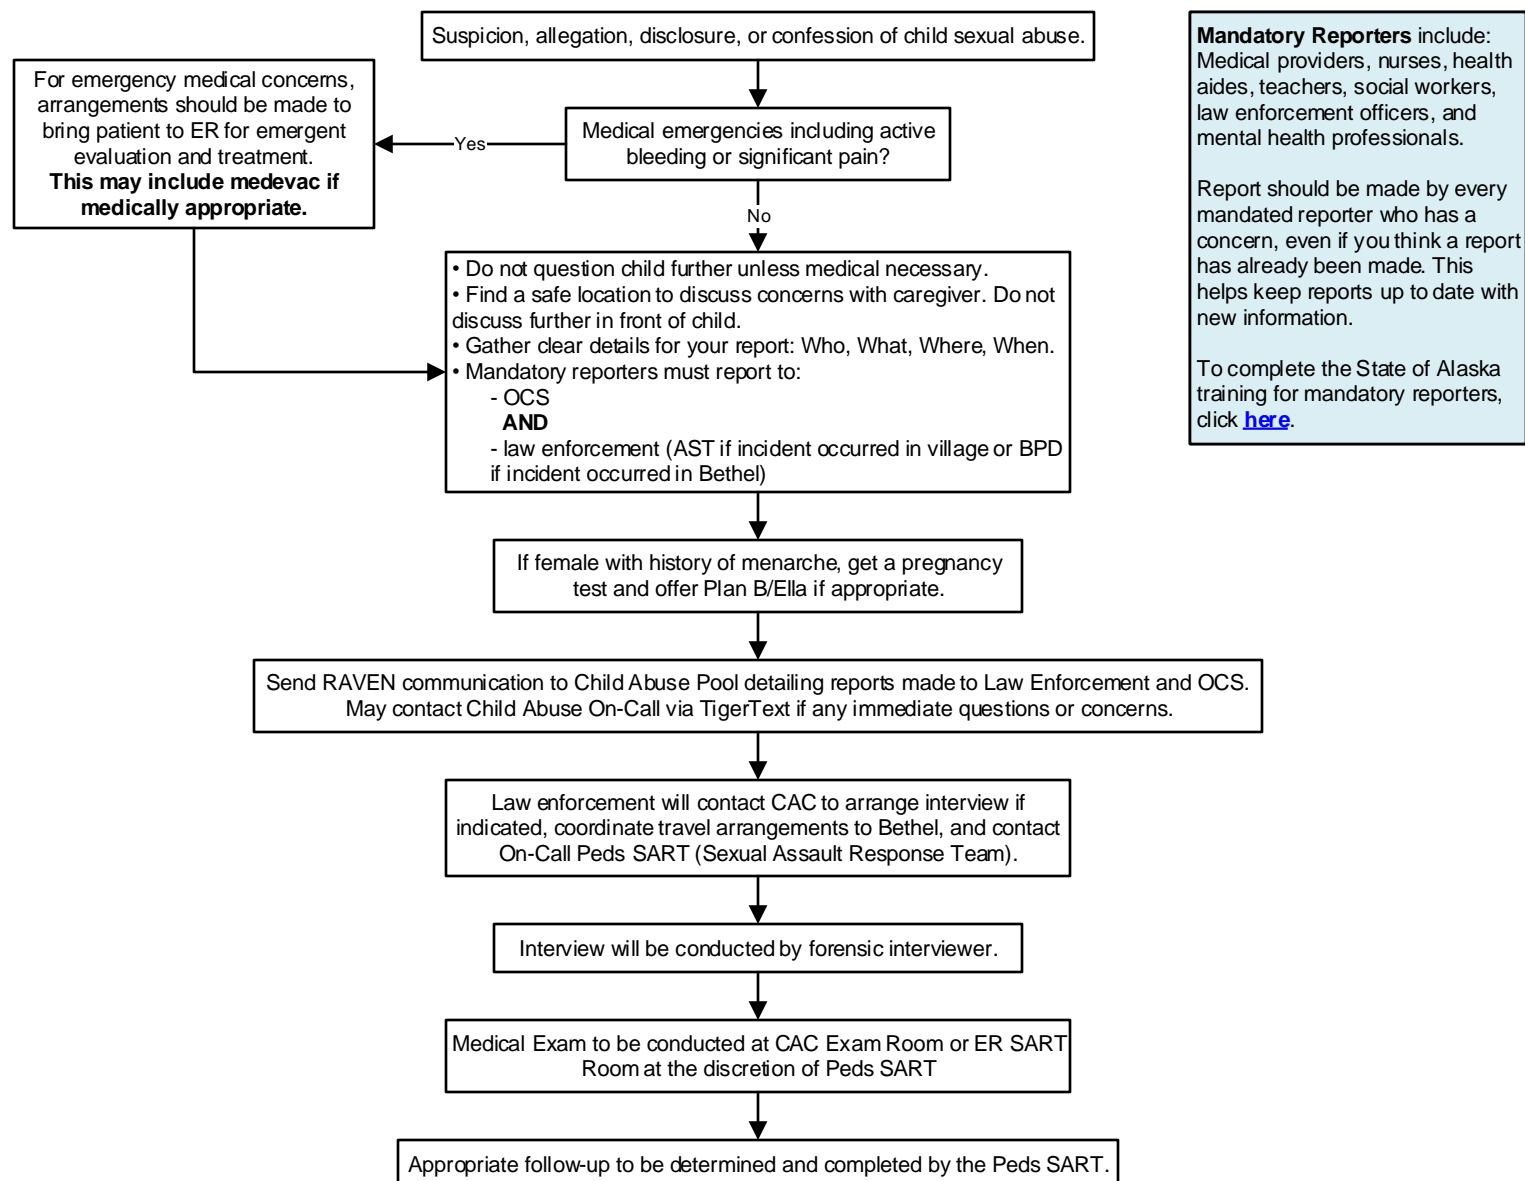 Suspicion, allegation, disclosure, or confession of child sexual abuse.
For emergency medical concerns,
arrangements should be made to
bring patient to ER for emergent
evaluation and treatment.
This may include medevac if
medically appropriate.
Yes
Medical emergencies including active
bleeding or significant pain?
No
• Do not question child further unless medical necessary.
• Find a safe location to discuss concerns with caregiver. Do not
discuss further in front of child.
• Gather clear details for your report: Who, What, Where, When.
• Mandatory reporters must report to:
- OCS
AND
- law enforcement (AST if incident occurred in village or BPD
if incident occurred in Bethel)
If female with history of menarche, get a pregnancy
test and offer Plan B/Ella if appropriate.
Send RAVEN communication to Child Abuse Pool detailing reports made to Law Enforcement and OCS.
May contact Child Abuse On-Call via TigerText if any immediate questions or concerns.
Law enforcement will contact CAC to arrange interview if
indicated, coordinate travel arrangements to Bethel, and contact
On-Call Peds SART (Sexual Assault Response Team).
Interview will be conducted by forensic interviewer.
Medical Exam to be conducted at CAC Exam Room or ER SART
Room at the discretion of Peds SART
Appropriate follow-up to be determined and completed by the Peds SART.
Mandatory Reporters include:
Medical providers, nurses, health
aides, teachers, social workers,
law enforcement officers, and
mental health professionals.
Report should be made by every
mandated reporter who has a
concern, even if you think a report
has already been made. This
helps keep reports up to date with
new information.
To complete the State of Alaska
training for mandatory reporters,
click here.